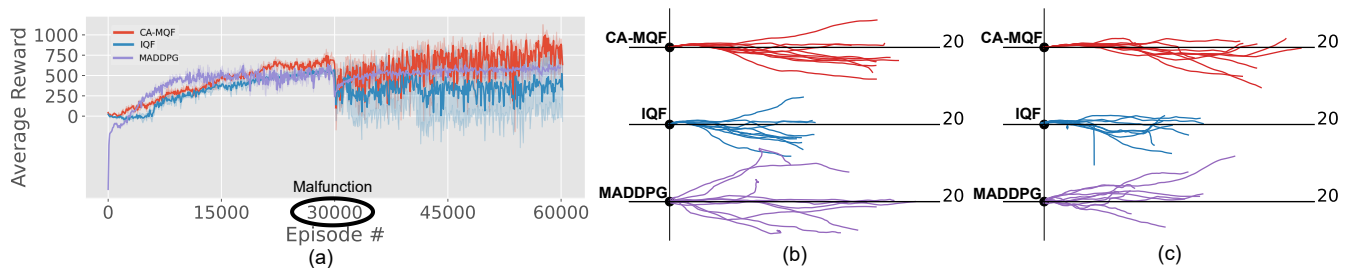 Average Reward
1000
750
500
250
0
CA-MQF
IQF
MADDPG
Malfunction
0 15000 30000 45000 60000
Episode #
(a)
CA-MQF 20
IQF 20
MADDPG 20
(b)
CA-MQF 20
IQF 20
MADDPG 20
(c)